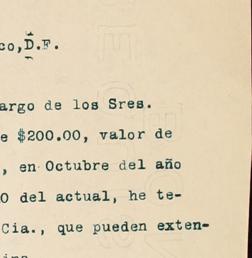 co, D.F.
argo de los Sres.
e $200.00, valor de
, en Octubre del año
0 del actual, he te-
Cia., que pueden exten-